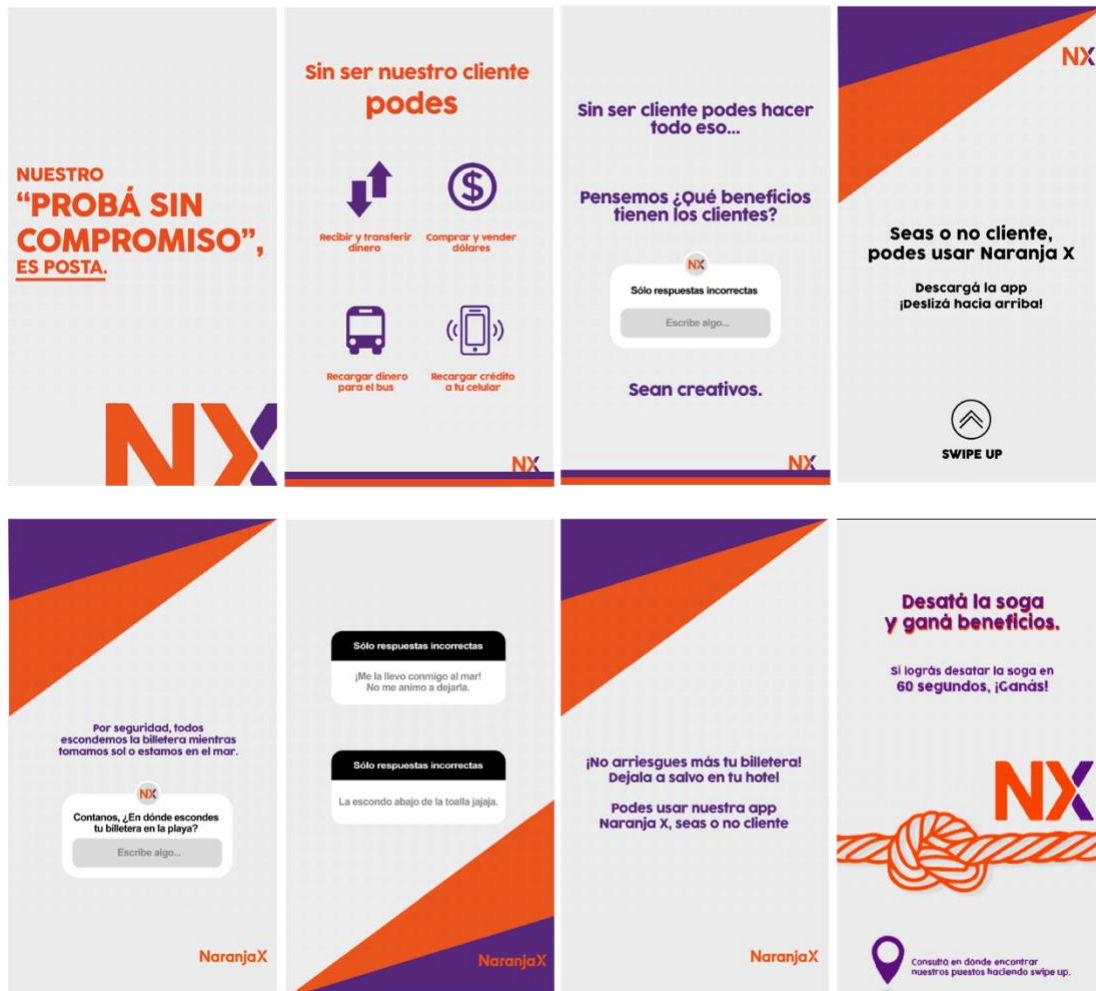 NUESTRO
“PROBÁ SIN
COMPROMISO”,
ES POSTA.
NX
Sin ser nuestro cliente
podes
Recibir y transferir
dinero
Comprar y vender
dólares
Recargar dinero
para el bus
Recargar crédito
a tu celular
NX
Sin ser cliente podes hacer
todo eso...
Pensemos ¿Qué beneficios
tienen los clientes?
NX
Sólo respuestas incorrectas
Escribe algo...
Sean creativos.
NX
NX
Seas o no cliente,
podes usar Naranja X
Descargá la app
¡Deslizá hacia arriba!
SWIPE UP
Por seguridad, todos
escondemos la billetera mientras
tomamos sol o estamos en el mar.
NX
Contanos, ¿En dónde escondes
tu billetera en la playa?
Escribe algo...
NaranjaX
Sólo respuestas incorrectas
¡Me la llevo conmigo al mar!
No me animo a dejarla.
Sólo respuestas incorrectas
La escondo abajo de la toalla jajaja.
NaranjaX
¡No arriesgues más tu billetera!
Dejala a salvo en tu hotel
Podes usar nuestra app
Naranja X, seas o no cliente
NaranjaX
Desatá la soga
y ganá beneficios.
Si lográs desatar la soga en
60 segundos, ¡Ganás!
NX
Consultá en dónde encontrar
nuestros puestos haciendo swipe up.